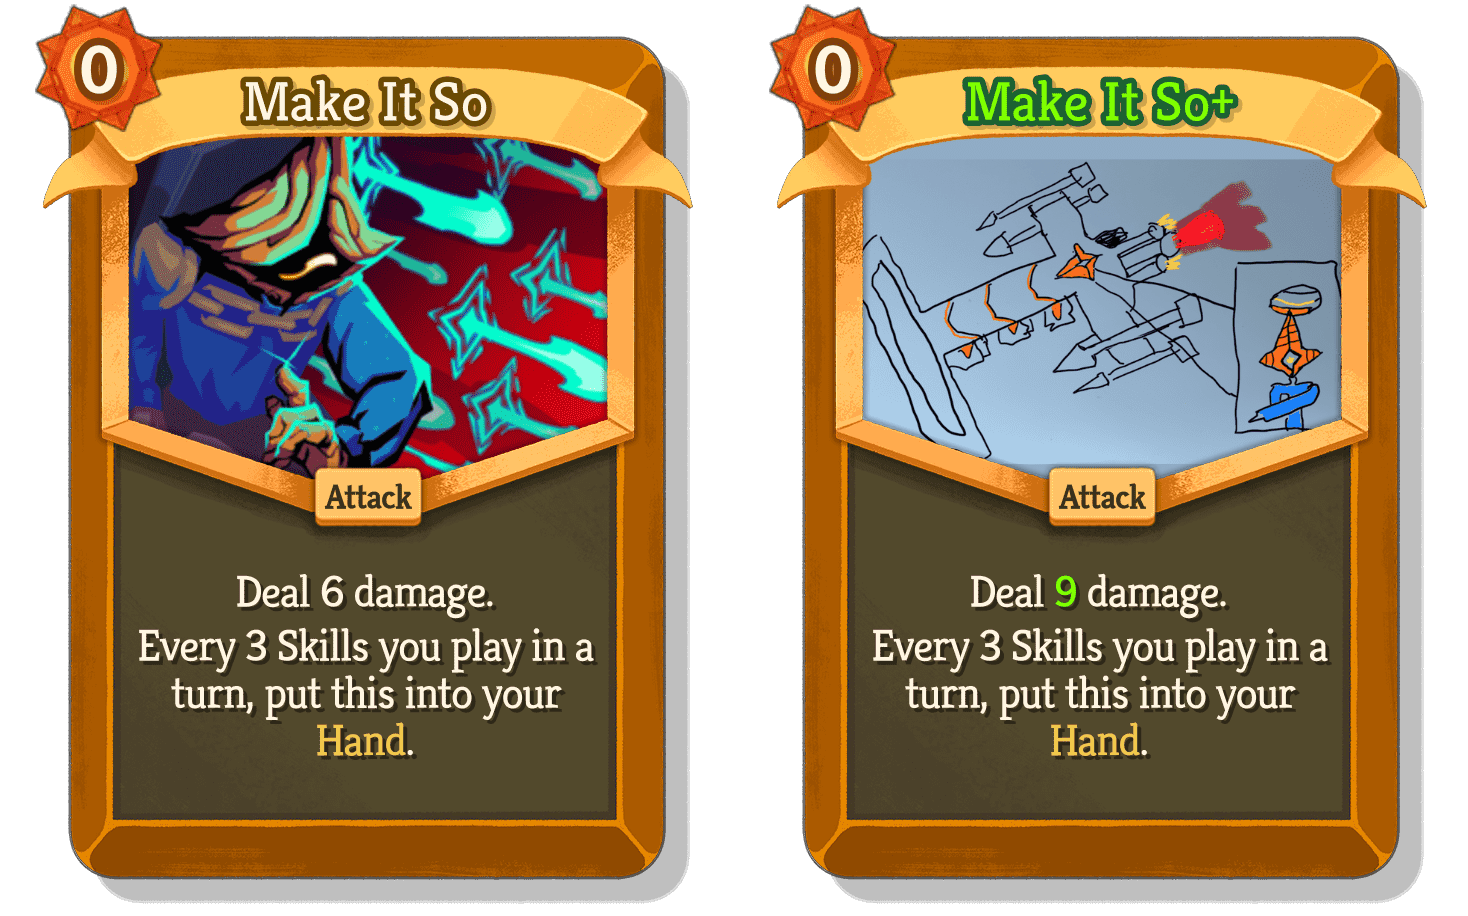 0
Make It So
Attack
Deal 6 damage.
Every 3 Skills you play in a
turn, put this into your
Hand.
0
Make It So+
Attack
Deal 9 damage.
Every 3 Skills you play in a
turn, put this into your
Hand.